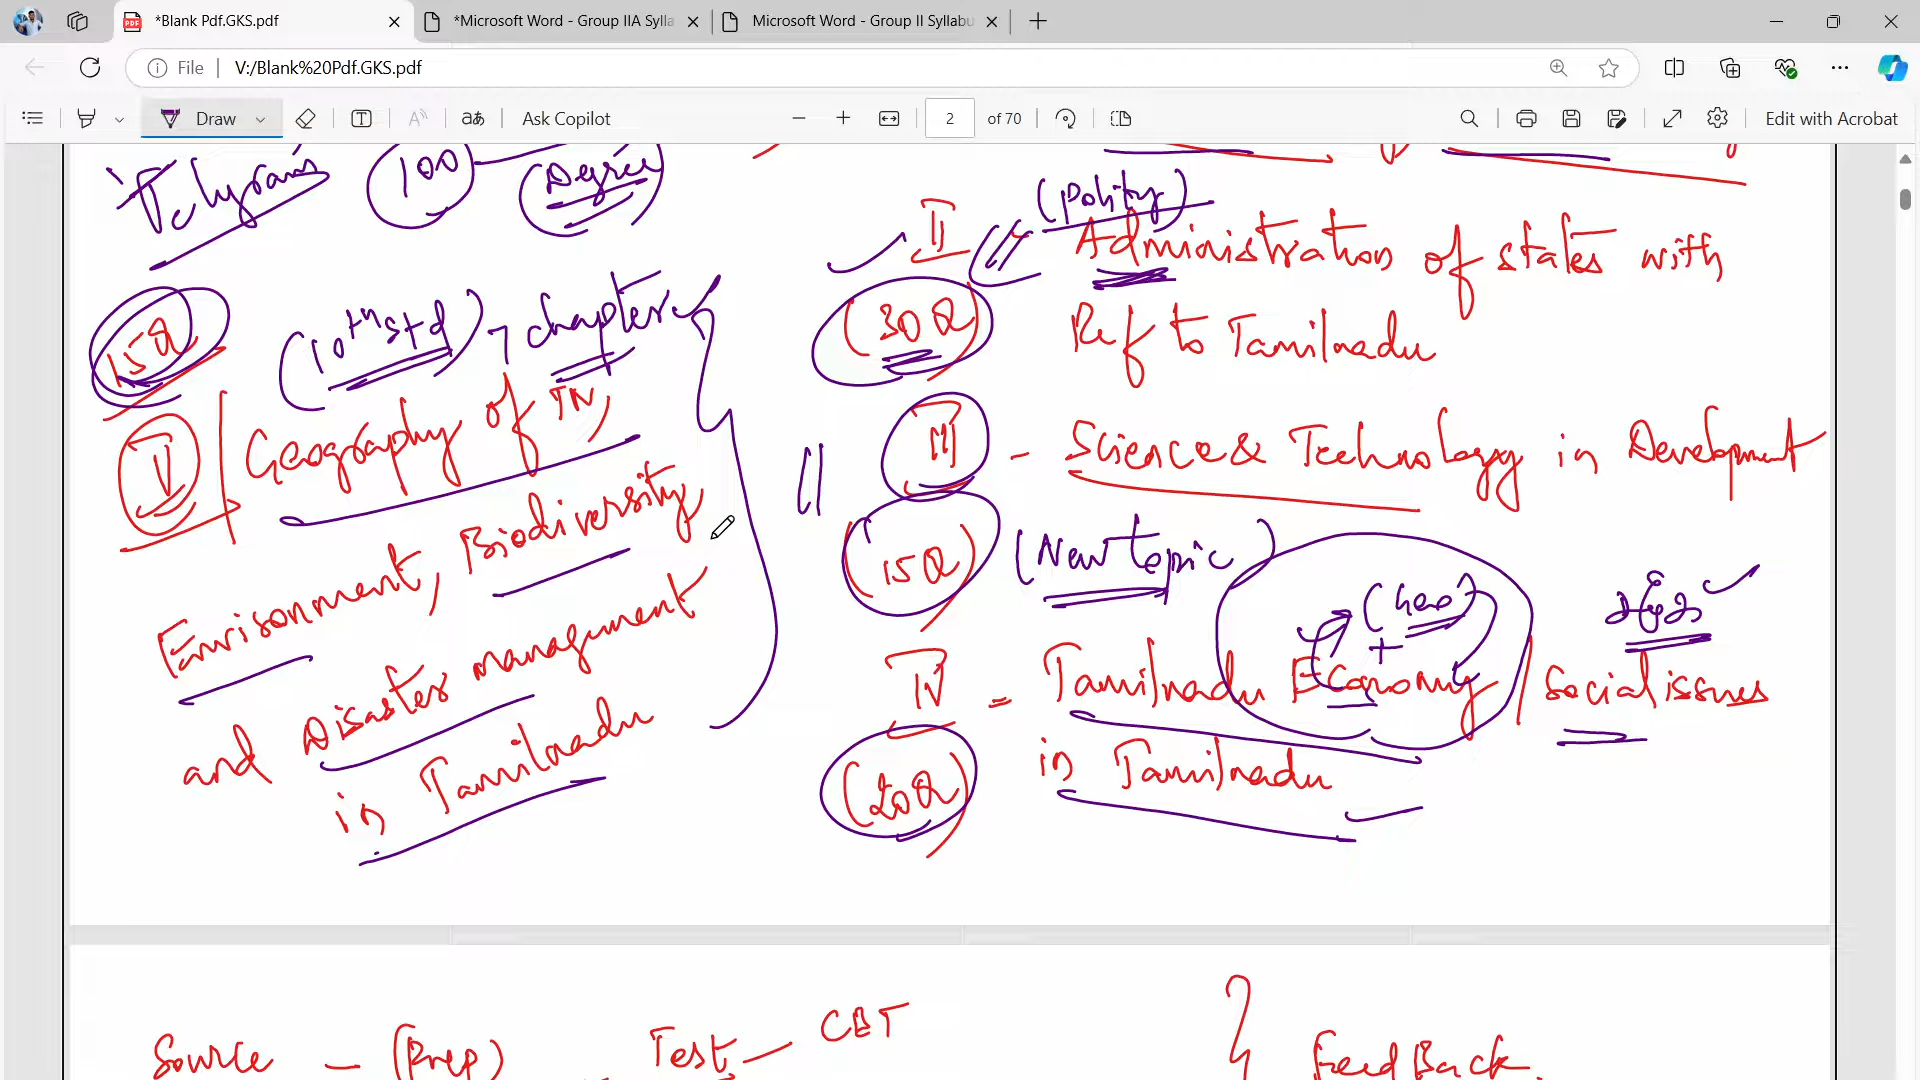 *Blank Pdf.GKS.pdf
*Microsoft Word - Group IIA Sylla
Microsoft Word - Group II Syllabu
File
V:/Blank%20Pdf.GKS.pdf
Draw
Ask Copilot
2 of 70
Edit with Acrobat
100
(Degree)
15Q
(10th std) 7 chapters
V
Geography of TN,
Environment, Biodiversity,
and Disaster management
in Tamilnadu
(Polity)
II
Administration of states with
(30Q)
Ref to Tamilnadu
III - Science & Technology in Development
(15Q)
(New topic)
(Geo)
+
IV = Tamilnadu Economy / Social issues
(20Q)
in Tamilnadu
Source - (Prep)
Test - CBT
FeedBack.